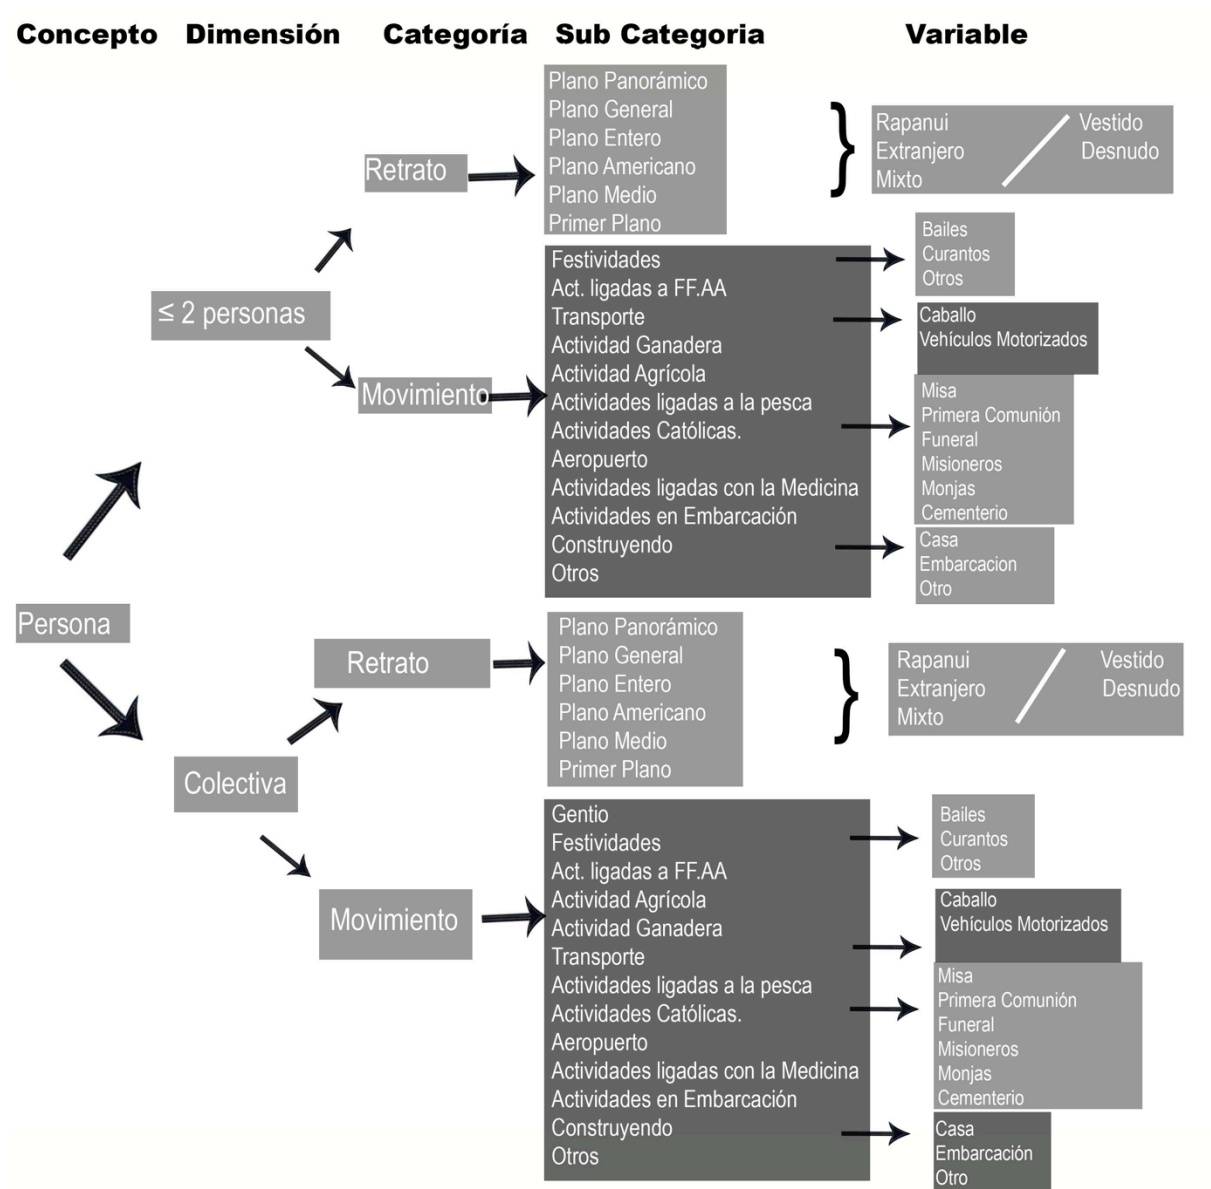 Concepto Dimensión Categoría Sub Categoria Variable
Plano Panorámico
Plano General
Plano Entero
Plano Americano
Plano Medio
Primer Plano
Rapanui / Vestido
Extranjero Desnudo
Mixto
Retrato
≤ 2 personas
Movimiento
Festividades
Act. ligadas a FF.AA
Transporte
Actividad Ganadera
Actividad Agrícola
Actividades ligadas a la pesca
Actividades Católicas.
Aeropuerto
Actividades ligadas con la Medicina
Actividades en Embarcación
Construyendo
Otros
Bailes
Curantos
Otros
Caballo
Vehículos Motorizados
Misa
Primera Comunión
Funeral
Misioneros
Monjas
Cementerio
Casa
Embarcacion
Otro
Persona
Retrato
Plano Panorámico
Plano General
Plano Entero
Plano Americano
Plano Medio
Primer Plano
Rapanui / Vestido
Extranjero Desnudo
Mixto
Colectiva
Movimiento
Gentio
Festividades
Act. ligadas a FF.AA
Actividad Agrícola
Actividad Ganadera
Transporte
Actividades ligadas a la pesca
Actividades Católicas.
Aeropuerto
Actividades ligadas con la Medicina
Actividades en Embarcación
Construyendo
Otros
Bailes
Curantos
Otros
Caballo
Vehículos Motorizados
Misa
Primera Comunión
Funeral
Misioneros
Monjas
Cementerio
Casa
Embarcación
Otro